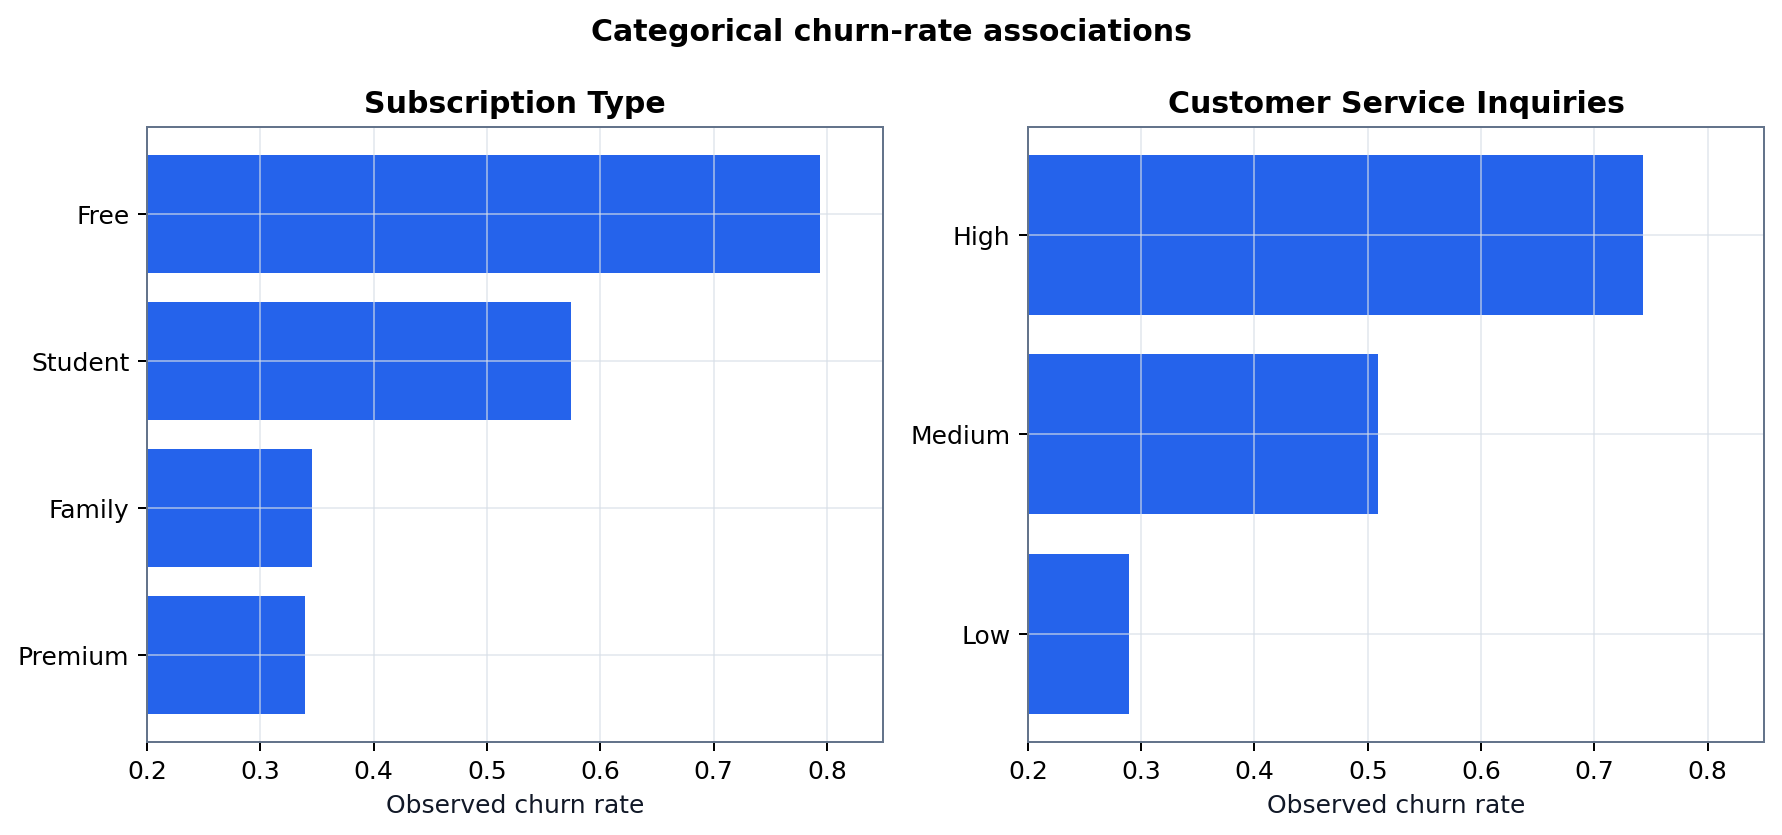 Categorical churn-rate associations
Subscription Type
Free
Student
Family
Premium
0.2 0.3 0.4 0.5 0.6 0.7 0.8
Observed churn rate
Customer Service Inquiries
High
Medium
Low
0.2 0.3 0.4 0.5 0.6 0.7 0.8
Observed churn rate